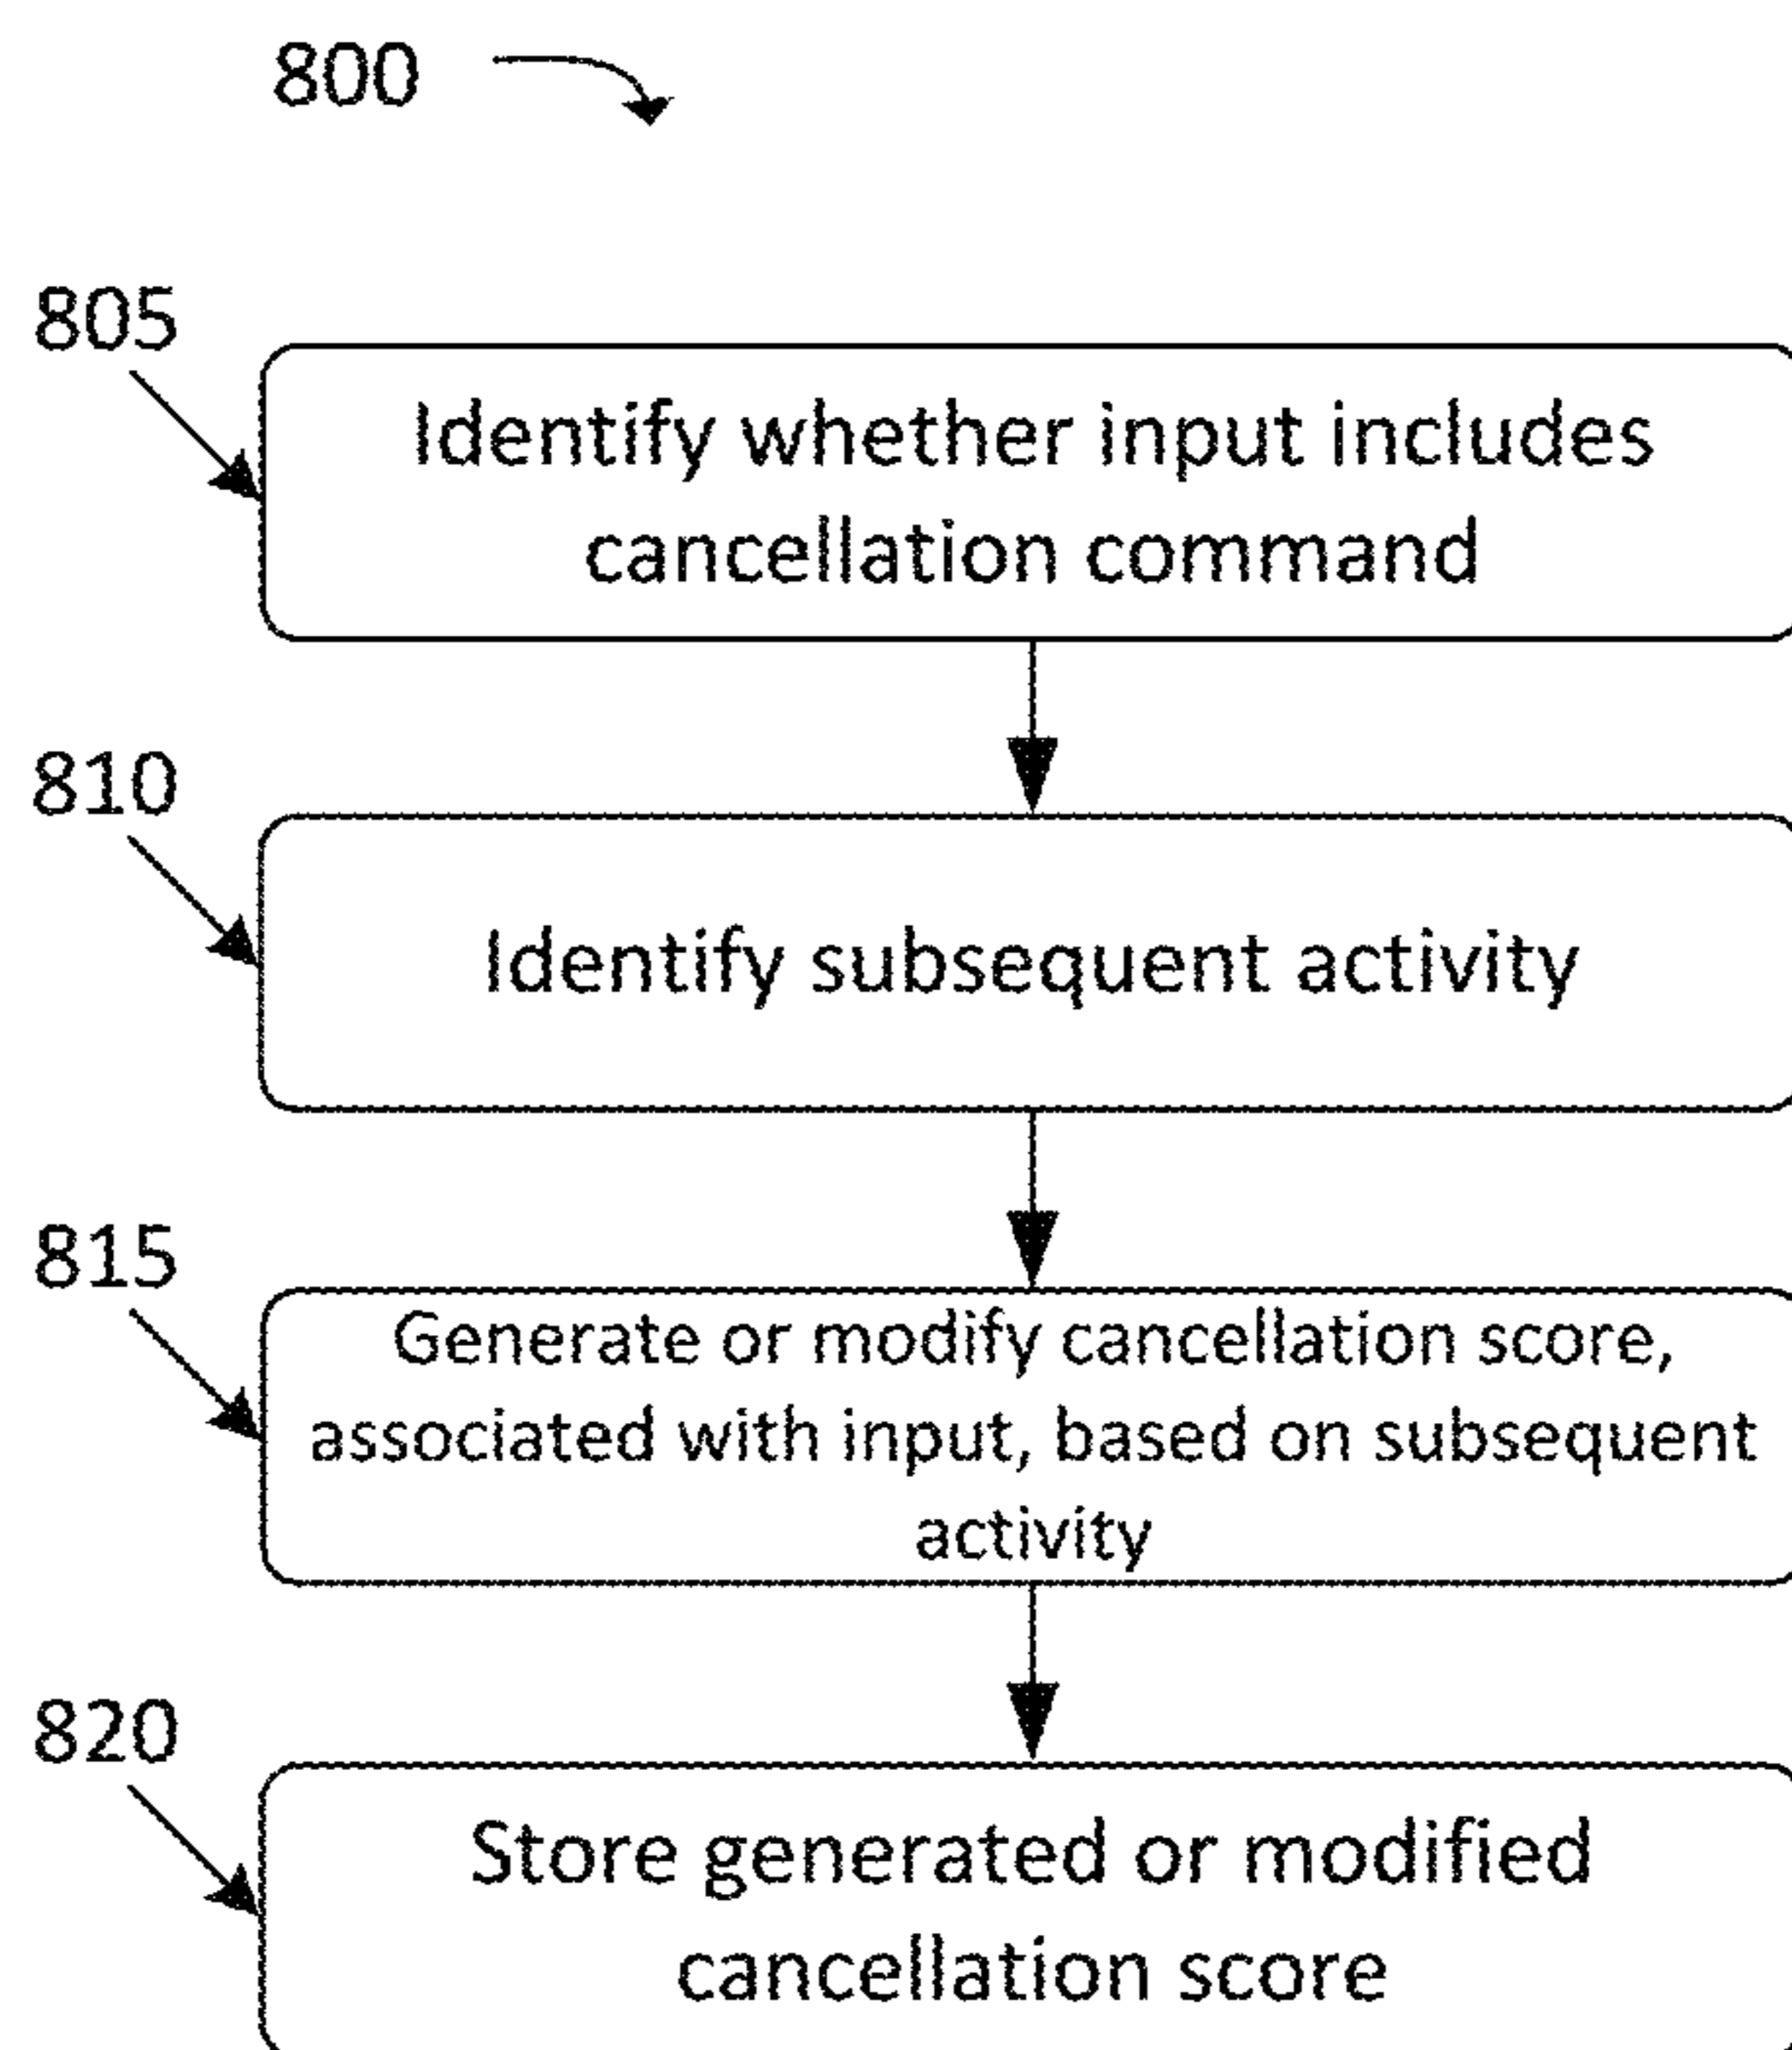 800
805
Identify whether input includes
cancellation command
810
Identify subsequent activity
815
Generate or modify cancellation score,
associated with input, based on subsequent
activity
820
Store generated or modified
cancellation score